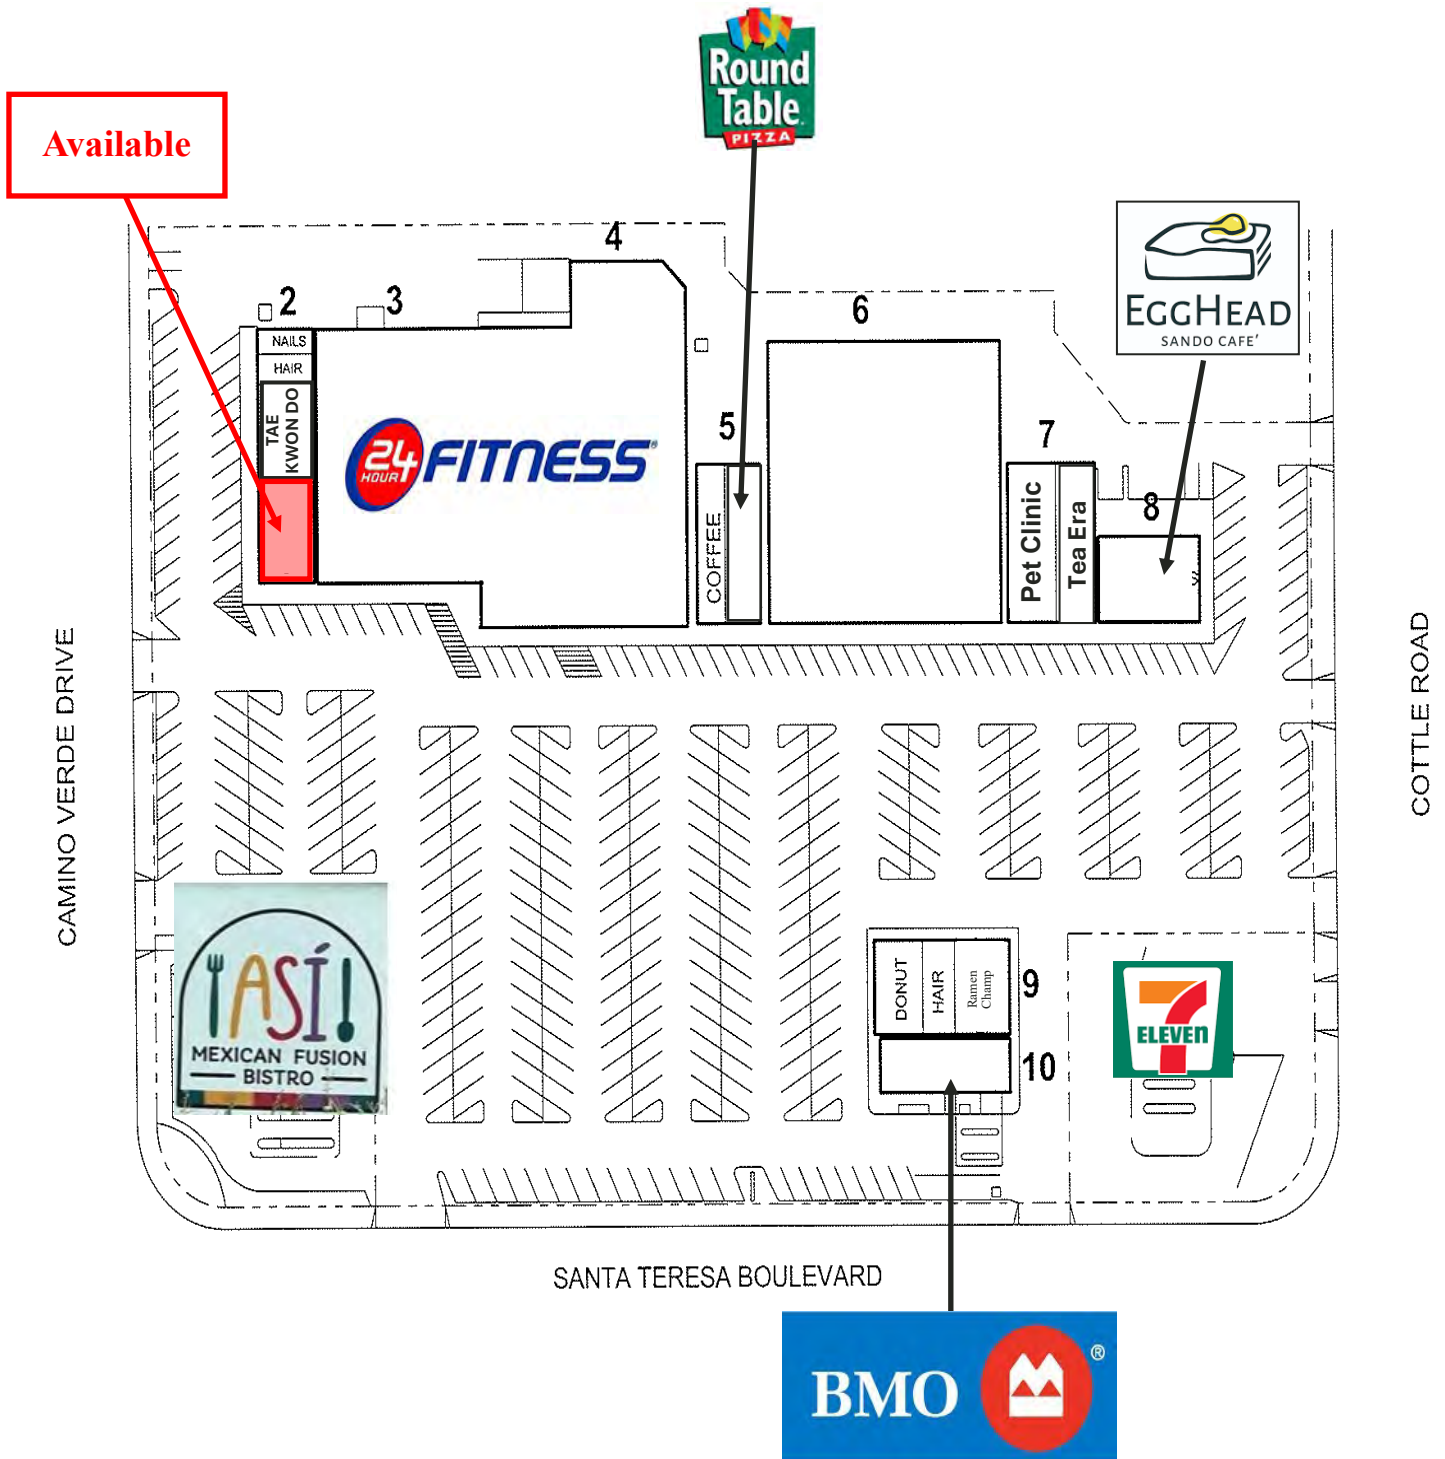 Round
Table
PIZZA
Available
4
EGGHEAD
SANDO CAFE'
2
3
6
NAILS
HAIR
TAE
KWON DO
24
HOUR
FITNESS®
5
COFFEE
7
Pet Clinic
Tea Era
8
CAMINO VERDE DRIVE
COTTLE ROAD
¡ASÍ!
MEXICAN FUSION
BISTRO
DONUT
HAIR
Ramen
Champ
9
10
7
ELEVEN
SANTA TERESA BOULEVARD
BMO
®